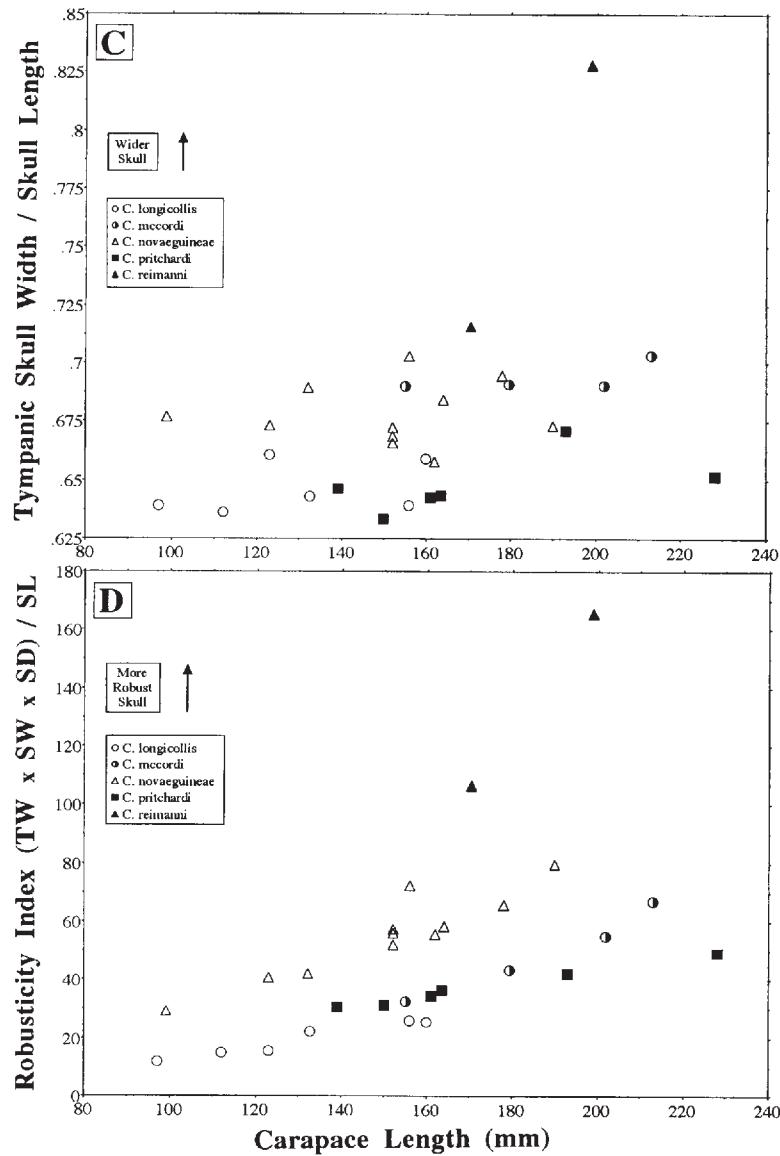 C
Tympanic Skull Width / Skull Length
.85
.825
.8
.775
.75
.725
.7
.675
.65
.625
Wider
Skull
C. longicollis
C. mccordi
C. novaeguineae
C. pritchardi
C. reimanni
80 100 120 140 160 180 200 220 240
D
Robusticity Index (TW x SW x SD) / SL
180
160
140
120
100
80
60
40
20
0
More
Robust
Skull
C. longicollis
C. mccordi
C. novaeguineae
C. pritchardi
C. reimanni
80 100 120 140 160 180 200 220 240
Carapace Length (mm)